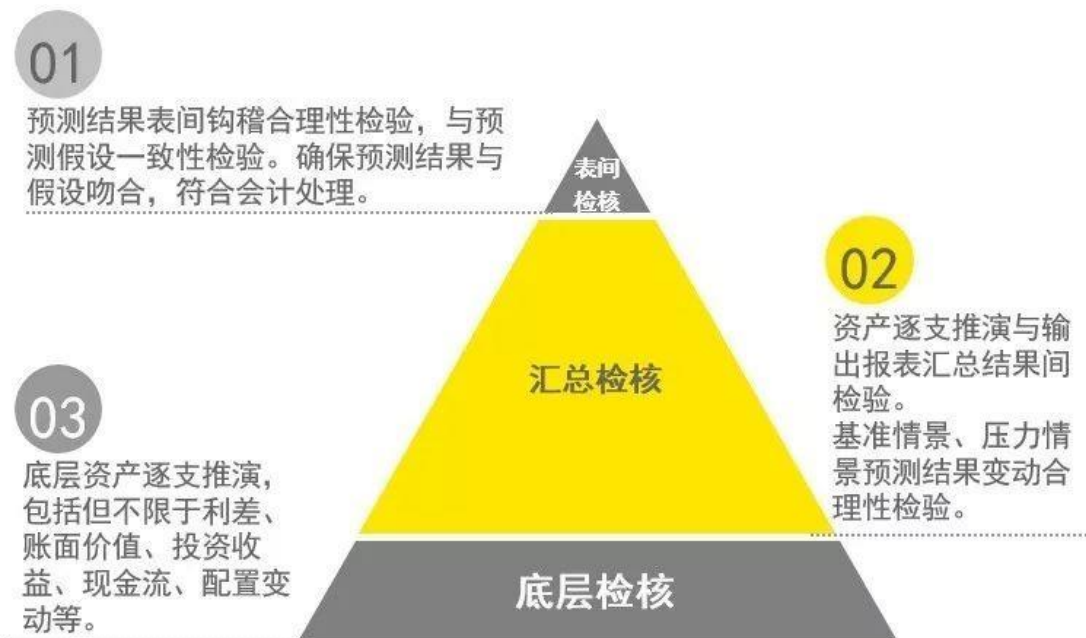 01
预测结果表间钩稽合理性检验，与预
测假设一致性检验。确保预测结果与
假设吻合，符合会计处理。
表间
检核
02
资产逐支推演与输
出报表汇总结果间
检验。
基准情景、压力情
景预测结果变动合
理性检验。
汇总检核
03
底层资产逐支推演，
包括但不限于利差、
账面价值、投资收
益、现金流、配置变
动等。
底层检核